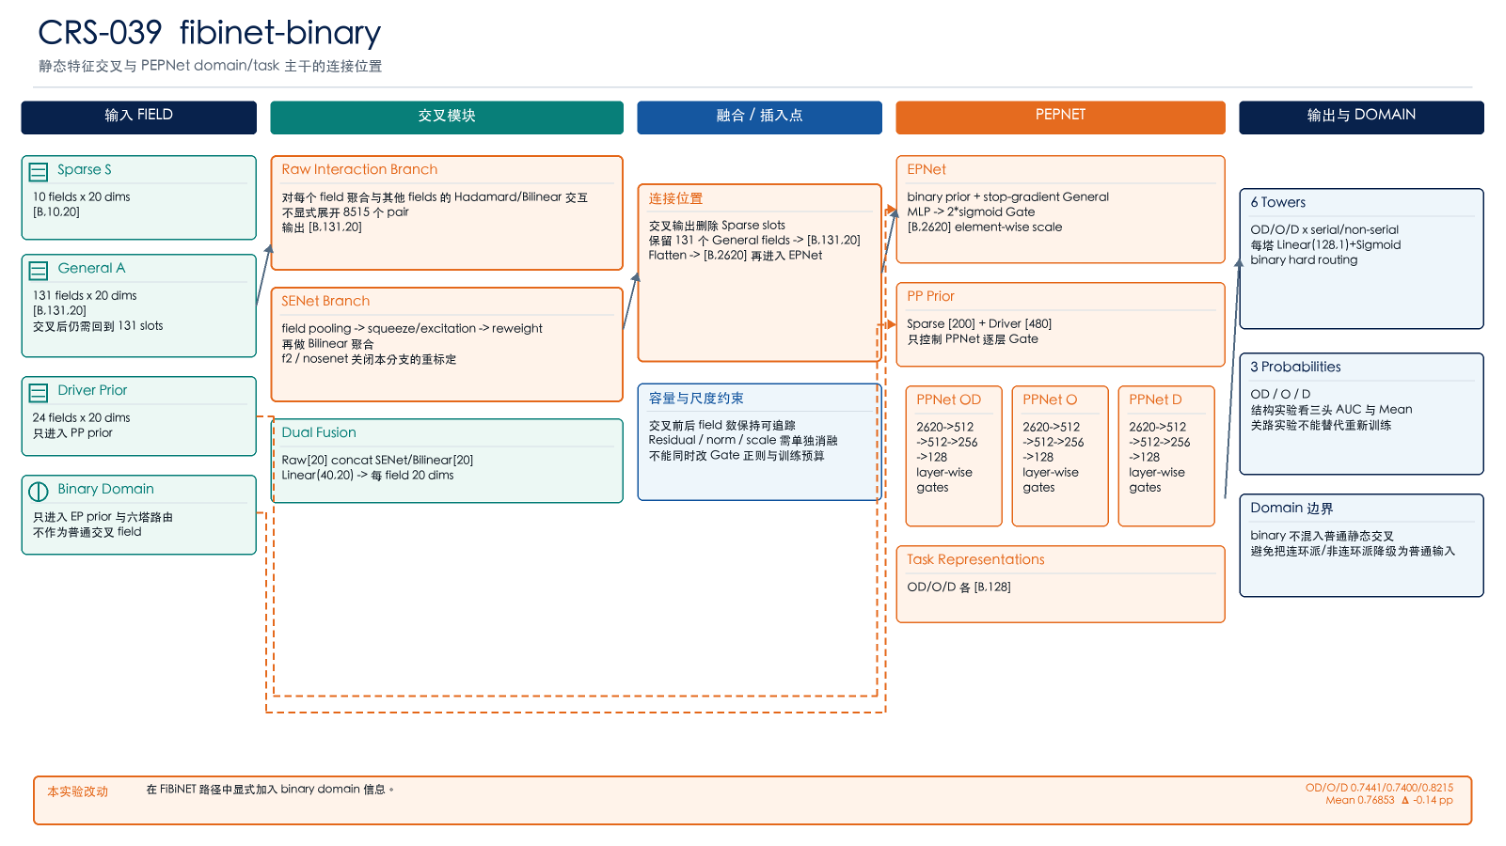 CRS-039 fibinet-binary
静态特征交叉与 PEPNet domain/task 主干的连接位置
输入 FIELD
交叉模块
融合 / 插入点
PEPNET
输出与 DOMAIN
Sparse S
10 fields x 20 dims
[B,10,20]
General A
131 fields x 20 dims
[B,131,20]
交叉后仍需回到 131 slots
Driver Prior
24 fields x 20 dims
只进入 PP prior
Binary Domain
只进入 EP prior 与六塔路由
不作为普通交叉 field
Raw Interaction Branch
对每个 field 聚合与其他 fields 的 Hadamard/Bilinear 交互
不显式展开 8515 个 pair
输出 [B,131,20]
SENet Branch
field pooling -> squeeze/excitation -> reweight
再做 Bilinear 聚合
f2 / nosenet 关闭本分支的重标定
Dual Fusion
Raw[20] concat SENet/Bilinear[20]
Linear(40,20) -> 每 field 20 dims
连接位置
交叉输出删除 Sparse slots
保留 131 个 General fields -> [B,131,20]
Flatten -> [B,2620] 再进入 EPNet
容量与尺度约束
交叉前后 field 数保持可追踪
Residual / norm / scale 需单独消融
不能同时改 Gate 正则与训练预算
EPNet
binary prior + stop-gradient General
MLP -> 2*sigmoid Gate
[B,2620] element-wise scale
PP Prior
Sparse [200] + Driver [480]
只控制 PPNet 逐层 Gate
PPNet OD
2620->512
->512->256
->128
layer-wise
gates
PPNet O
2620->512
->512->256
->128
layer-wise
gates
PPNet D
2620->512
->512->256
->128
layer-wise
gates
Task Representations
OD/O/D 各 [B,128]
6 Towers
OD/O/D x serial/non-serial
每塔 Linear(128,1)+Sigmoid
binary hard routing
3 Probabilities
OD / O / D
结构实验看三头 AUC 与 Mean
关路实验不能替代重新训练
Domain 边界
binary 不混入普通静态交叉
避免把连环派/非连环派降级为普通输入
本实验改动
在 FiBiNET 路径中显式加入 binary domain 信息。
OD/O/D 0.7441/0.7400/0.8215
Mean 0.76853 Δ -0.14 pp